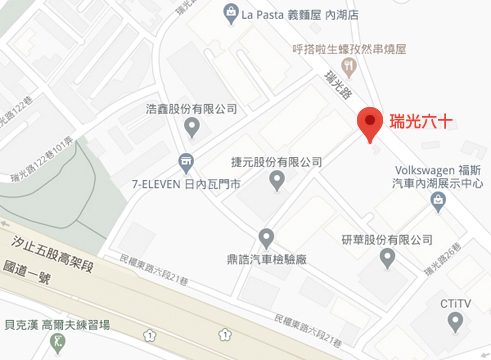 La Pasta 義麵屋 內湖店
呼搭啦生蠔孜然串燒屋
瑞光路
瑞光六十
浩鑫股份有限公司
瑞光路122巷
瑞光路122巷101弄
捷元股份有限公司
7-ELEVEN 日內瓦門市
Volkswagen 福斯
汽車內湖展示中心
研華股份有限公司
鼎誥汽車檢驗廠
瑞光路26巷
汐止五股高架段
國道一號
民權東路六段21巷
民權東路六段21巷
CTiTV
貝克漢 高爾夫練習場
1
1